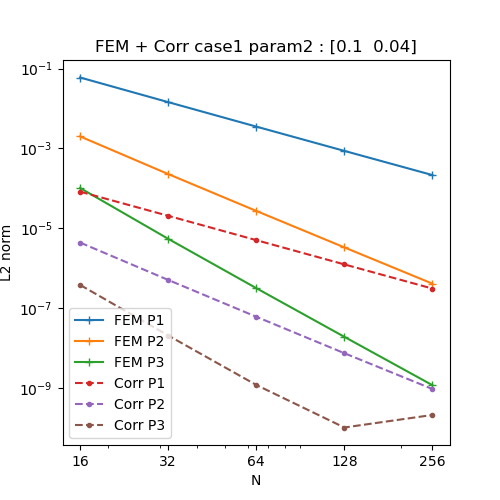 FEM + Corr case1 param2 : [0.1 0.04]
10⁻¹
10⁻³
10⁻⁵
10⁻⁷
10⁻⁹
L2 norm
FEM P1
FEM P2
FEM P3
Corr P1
Corr P2
Corr P3
16 32 64 128 256
N